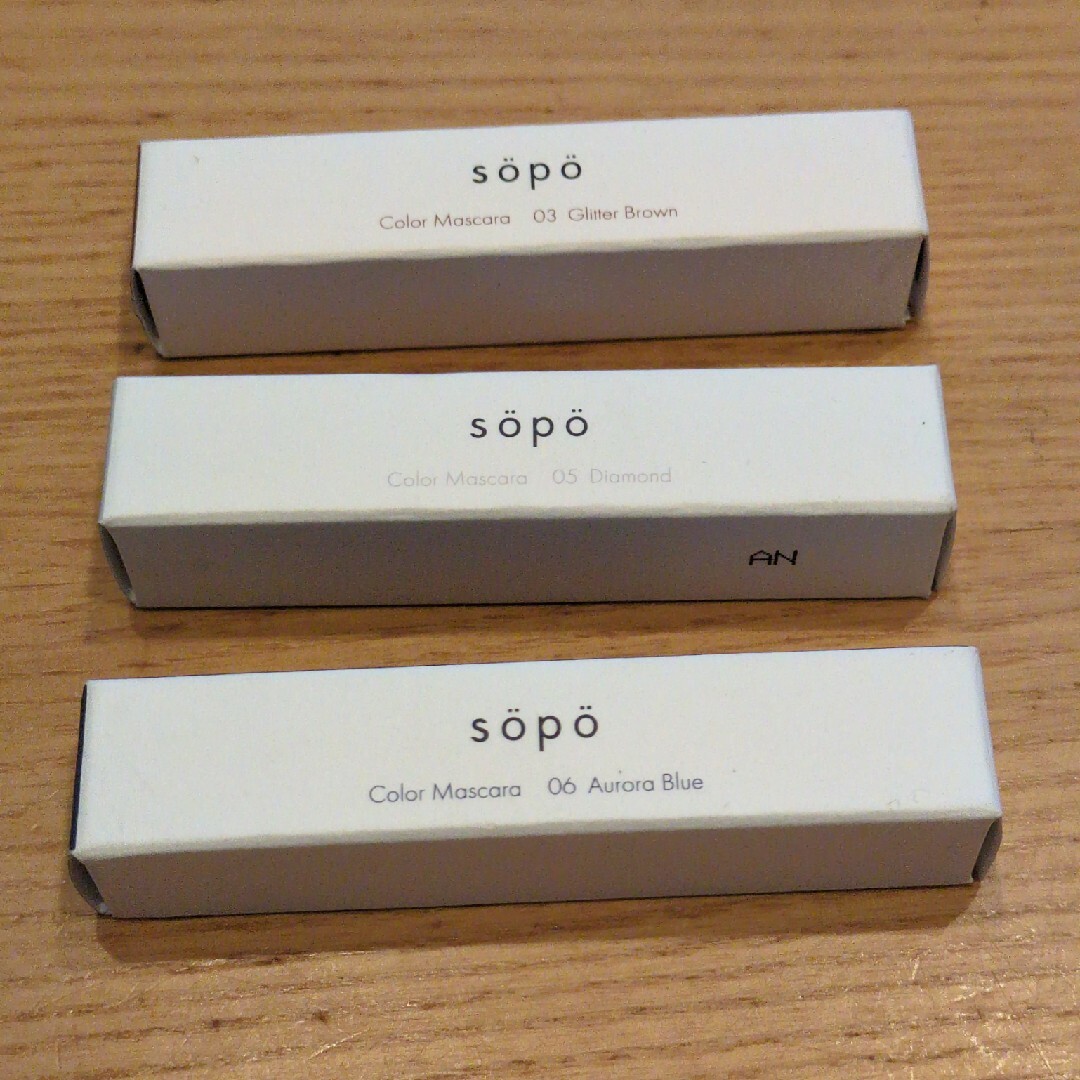 söpö
Color Mascara 03 Glitter Brown
söpö
Color Mascara 05 Diamond
AN
söpö
Color Mascara 06 Aurora Blue